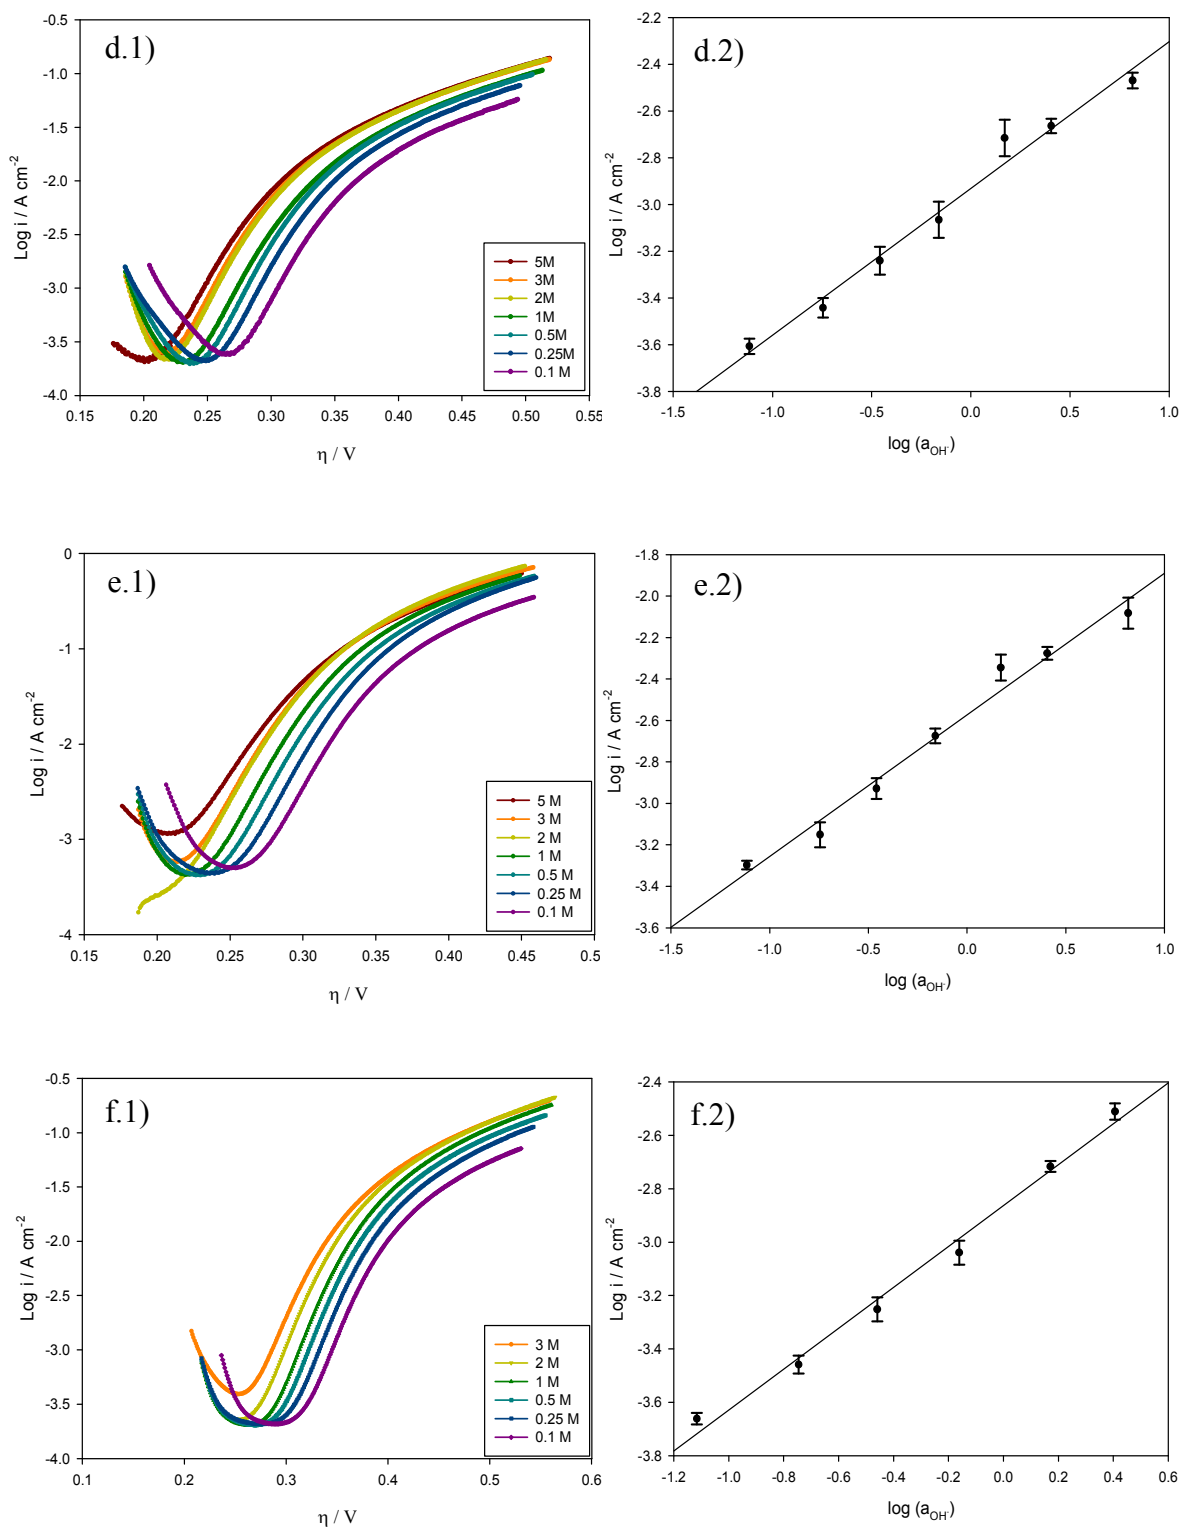 d.1)
-0.5
-1.0
-1.5
-2.0
-2.5
-3.0
-3.5
-4.0
Log i / A cm-2
5M
3M
2M
1M
0.5M
0.25M
0.1 M
0.15 0.20 0.25 0.30 0.35 0.40 0.45 0.50 0.55
η / V
d.2)
-2.2
-2.4
-2.6
-2.8
-3.0
-3.2
-3.4
-3.6
-3.8
Log i / A cm-2
-1.5 -1.0 -0.5 0.0 0.5 1.0
log (aOH-)
e.1)
0
-1
-2
-3
-4
Log i / A cm-2
5 M
3 M
2 M
1 M
0.5 M
0.25 M
0.1 M
0.15 0.20 0.25 0.30 0.35 0.40 0.45 0.5
η / V
e.2)
-1.8
-2.0
-2.2
-2.4
-2.6
-2.8
-3.0
-3.2
-3.4
-3.6
Log i / A cm-2
-1.5 -1.0 -0.5 0.0 0.5 1.0
log (aOH-)
f.1)
-0.5
-1.0
-1.5
-2.0
-2.5
-3.0
-3.5
-4.0
Log i / A cm-2
3 M
2 M
1 M
0.5 M
0.25 M
0.1 M
0.1 0.2 0.3 0.4 0.5 0.6
η / V
f.2)
-2.4
-2.6
-2.8
-3.0
-3.2
-3.4
-3.6
-3.8
Log i / A cm-2
-1.2 -1.0 -0.8 -0.6 -0.4 -0.2 0.0 0.2 0.4 0.6
log (aOH-)